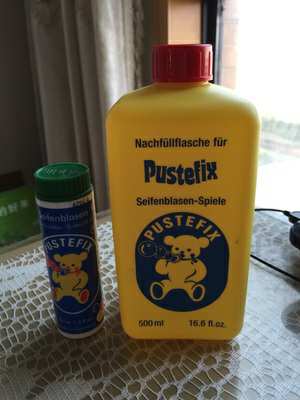 Nachfüllflasche für
Pustefix
Seifenblasen-Spiele
PUSTEFIX
500 ml 16.6 fl.oz.
Seifenblasen
PUSTEFIX